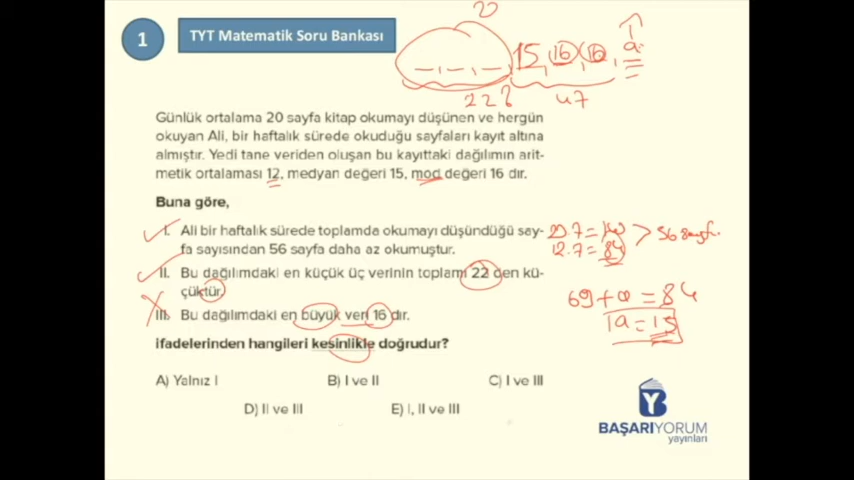 1
TYT Matematik Soru Bankası
20
15 16 16 a
22? 47
Günlük ortalama 20 sayfa kitap okumayı düşünen ve hergün
okuyan Ali, bir haftalık sürede okuduğu sayfaları kayıt altına
almıştır. Yedi tane veriden oluşan bu kayıttaki dağılımın arit-
metik ortalaması 12, medyan değeri 15, mod değeri 16 dır.
Buna göre,
I. Ali bir haftalık sürede toplamda okumayı düşündüğü say-
fa sayısından 56 sayfa daha az okumuştur.
II. Bu dağılımdaki en küçük üç verinin toplamı 22 den kü-
çüktür.
III. Bu dağılımdaki en büyük veri 16 dır.
20.7=140 > 56 sayfa
12.7=84
69+a=84
a=15
ifadelerinden hangileri kesinlikle doğrudur?
A) Yalnız I B) I ve II C) I ve III
D) II ve III E) I, II ve III
BAŞARIYORUM
yayınları